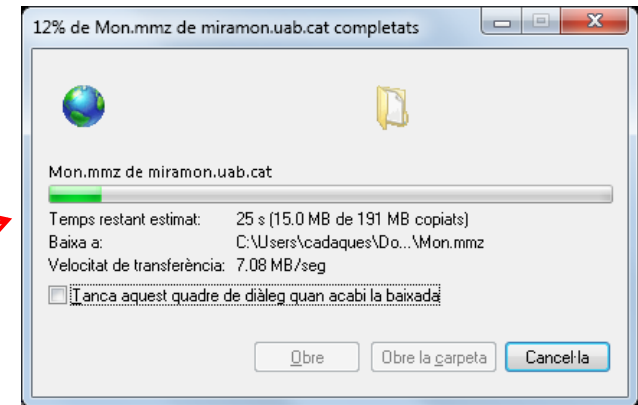 12% de Mon.mmz de miramon.uab.cat completats
Mon.mmz de miramon.uab.cat
Temps restant estimat: 25 s (15.0 MB de 191 MB copiats)
Baixa a: C:\Users\cadaques\Do...\Mon.mmz
Velocitat de transferència: 7.08 MB/seg
Tanca aquest quadre de diàleg quan acabi la baixada
Obre Obre la carpeta Cancel·la